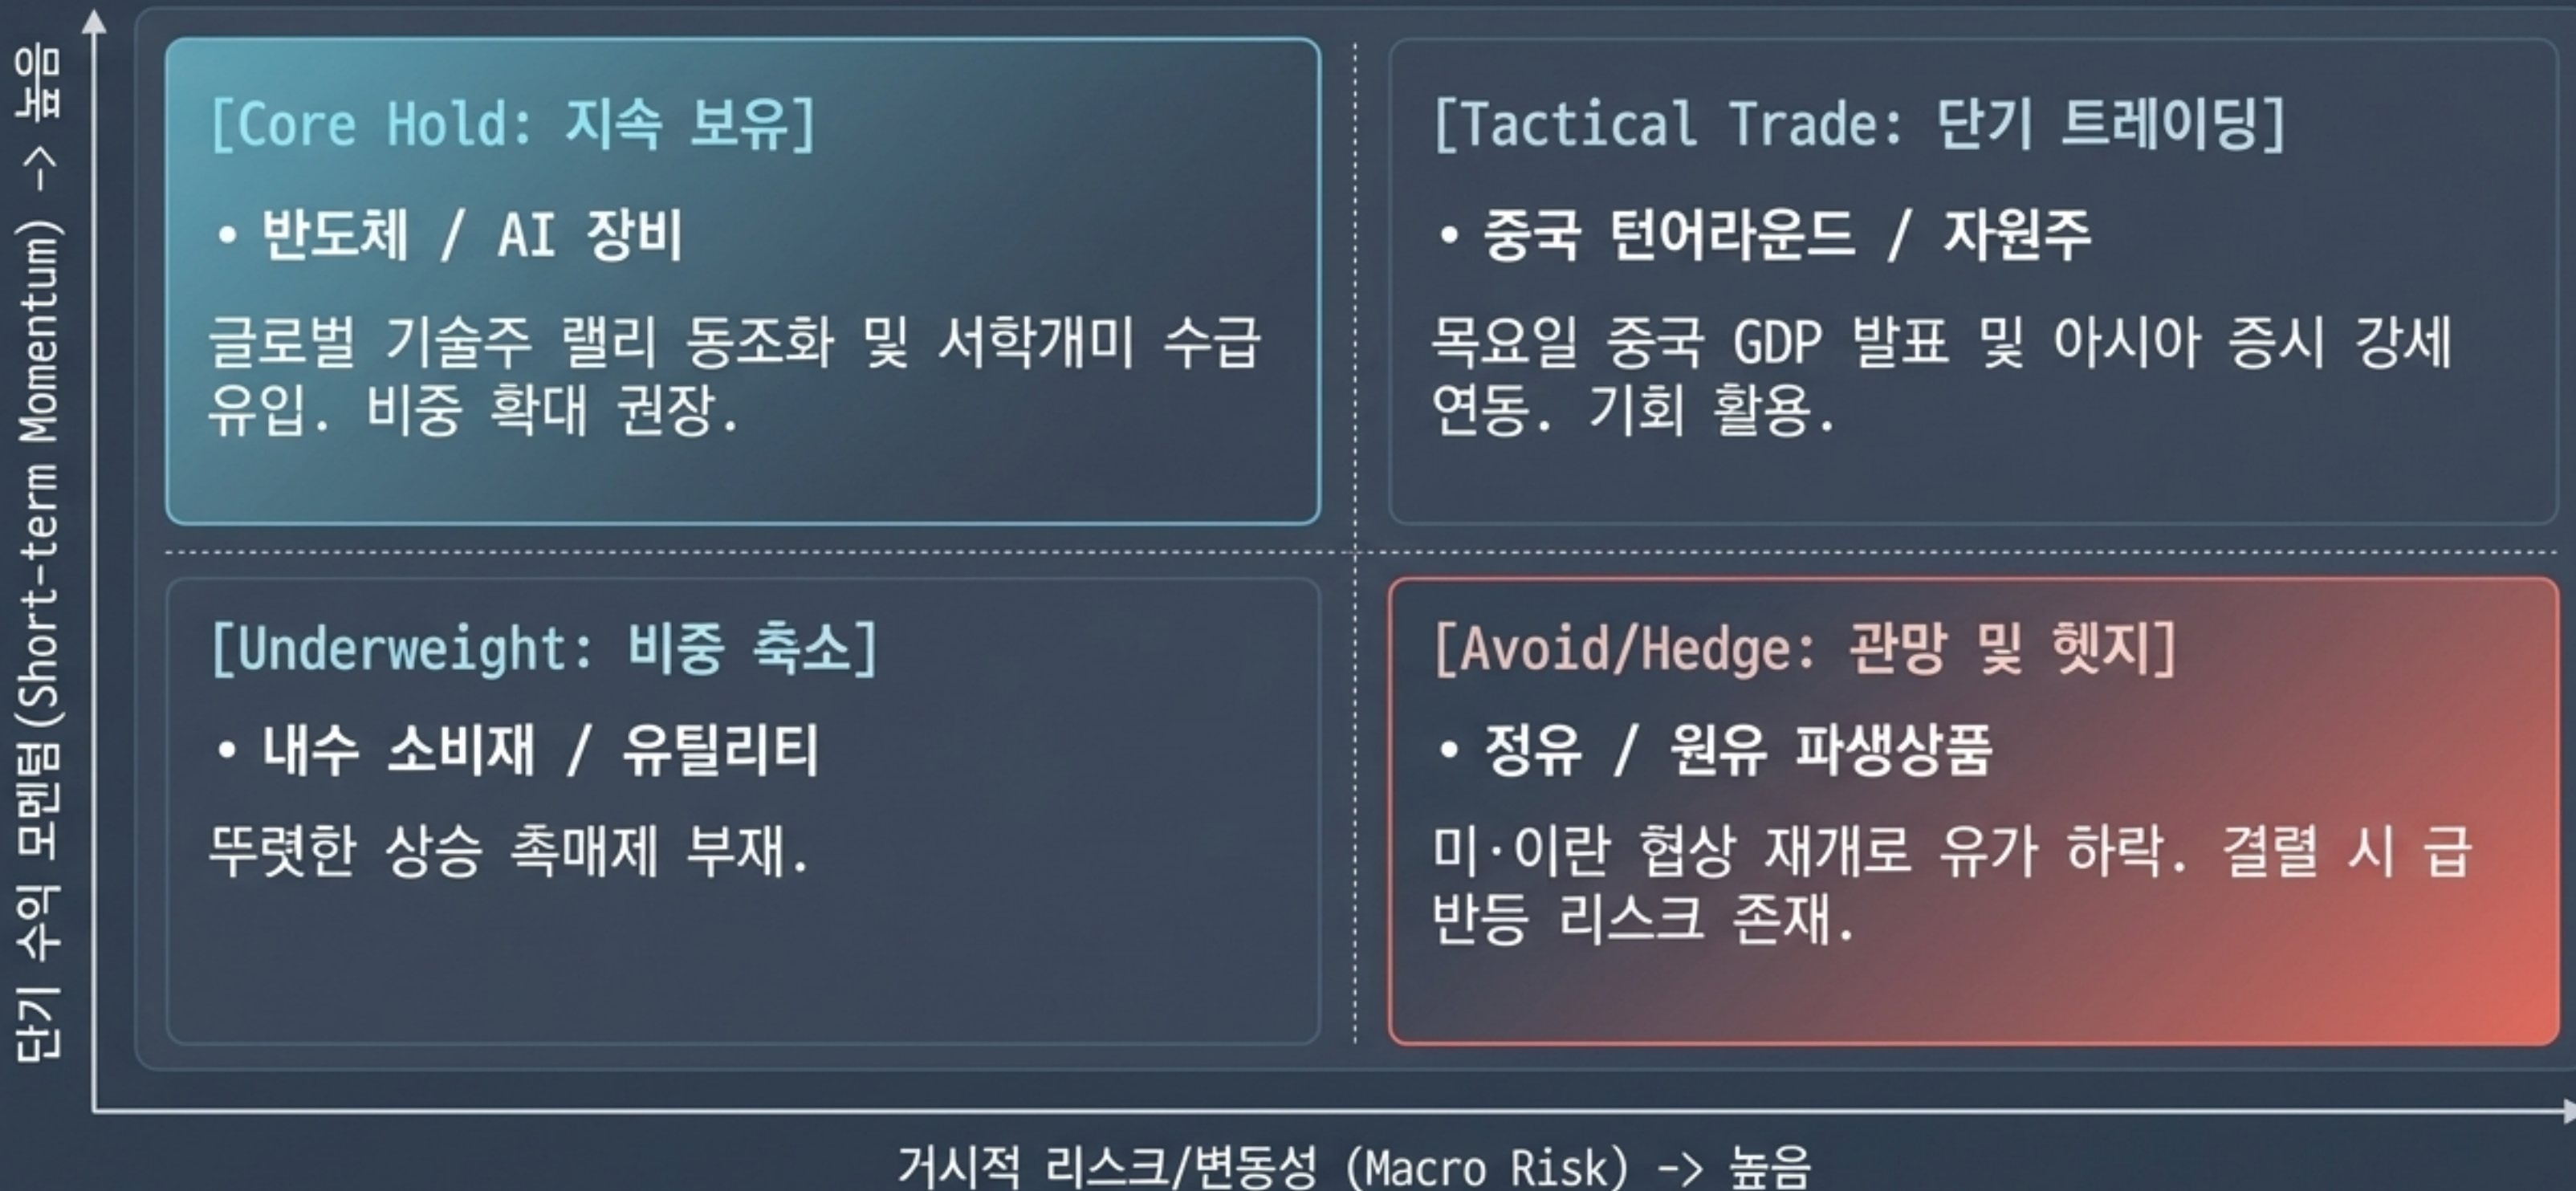 단기 수익 모멘텀(Short-term Momentum) -> 높음
[Core Hold: 지속 보유]
• 반도체 / AI 장비
글로벌 기술주 랠리 동조화 및 서학개미 수급
유입. 비중 확대 권장.
[Tactical Trade: 단기 트레이딩]
• 중국 턴어라운드 / 자원주
목요일 중국 GDP 발표 및 아시아 증시 강세
연동. 기회 활용.
[Underweight: 비중 축소]
• 내수 소비재 / 유틸리티
뚜렷한 상승 촉매제 부재.
[Avoid/Hedge: 관망 및 헷지]
• 정유 / 원유 파생상품
미·이란 협상 재개로 유가 하락. 결렬 시 급
반등 리스크 존재.
거시적 리스크/변동성 (Macro Risk) -> 높음